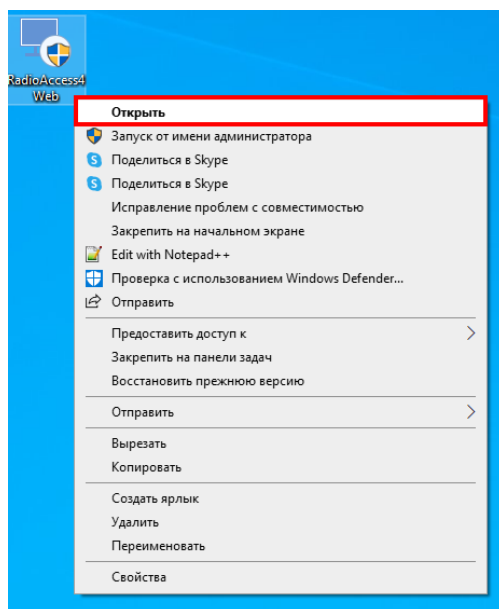 RadioAccess4
Web
Открыть
Запуск от имени администратора
Поделиться в Skype
Поделиться в Skype
Исправление проблем с совместимостью
Закрепить на начальном экране
Edit with Notepad++
Проверка с использованием Windows Defender...
Отправить
Предоставить доступ к
Закрепить на панели задач
Восстановить прежнюю версию
Отправить
Вырезать
Копировать
Создать ярлык
Удалить
Переименовать
Свойства